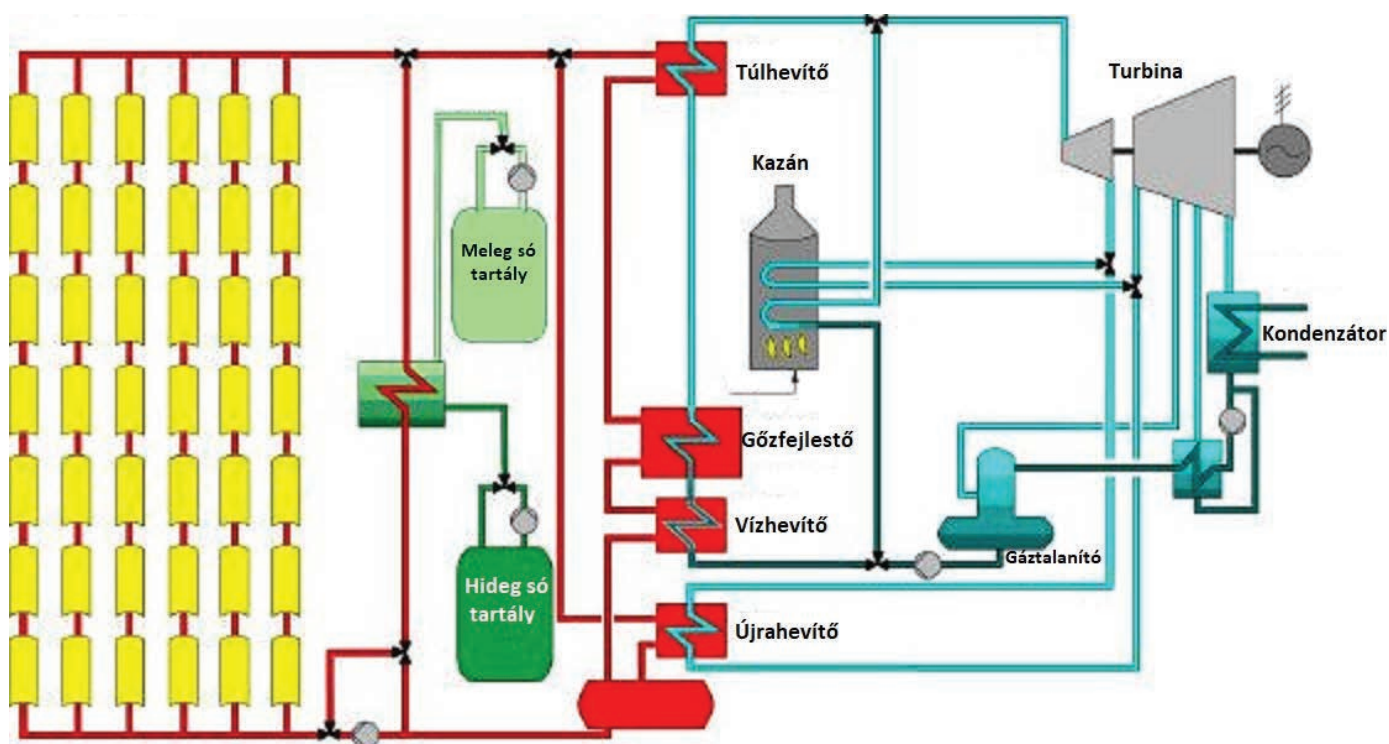 Túlhevítő
Turbina
Kazán
Meleg só
tartály
Kondenzátor
Gőzfejlestő
Vízhevítő
Gáztalanító
Hideg só
tartály
Újrahevítő